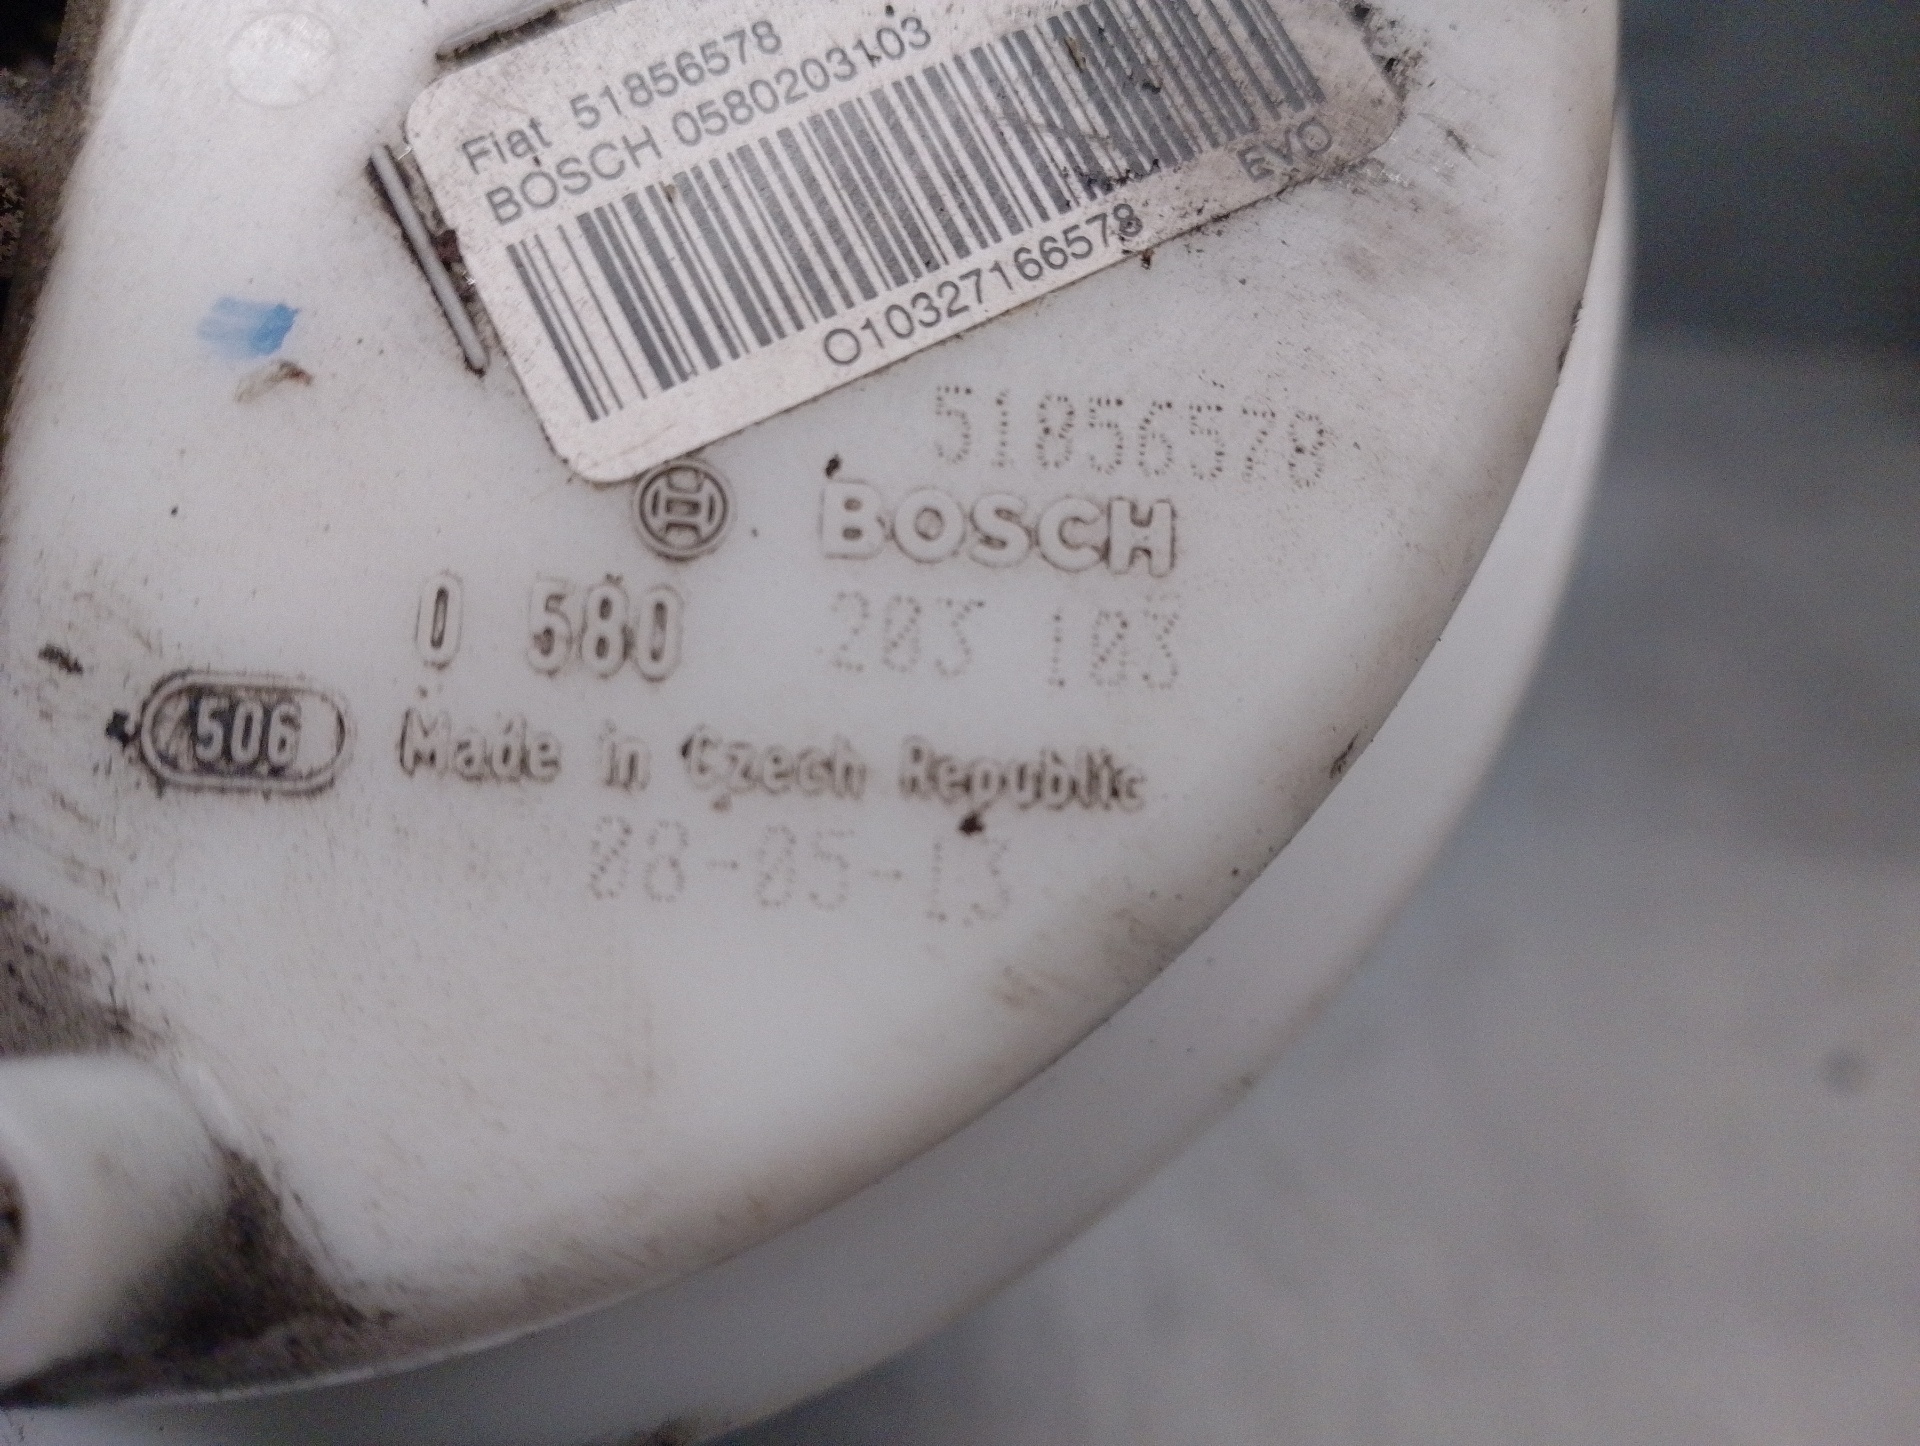 Fiat 51856578
BOSCH 0580203103
EVO
O10327166578
51856578
BOSCH
0 580 203 103
506 Made in Czech Republic
08-05-13